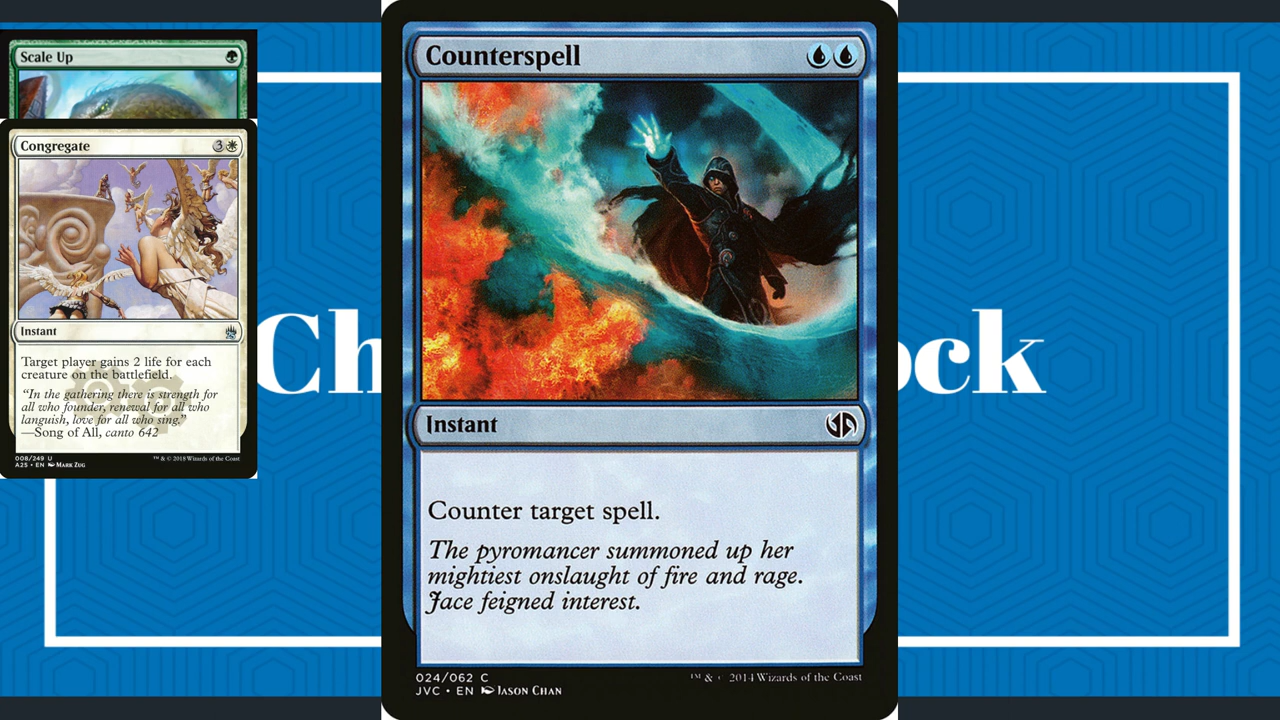 Scale Up
Congregate
3
Instant
Target player gains 2 life for each
creature on the battlefield.
"In the gathering there is strength for
all who founder, renewal for all who
languish, love for all who sing."
—Song of All, canto 642
008/249 U
A25 • EN MARK ZUG
™ & © 2018 Wizards of the Coast
Ch
ock
Counterspell
Instant
Counter target spell.
The pyromancer summoned up her
mightiest onslaught of fire and rage.
Jace feigned interest.
024/062 C
JVC • EN JASON CHAN
™ & © 2014 Wizards of the Coast